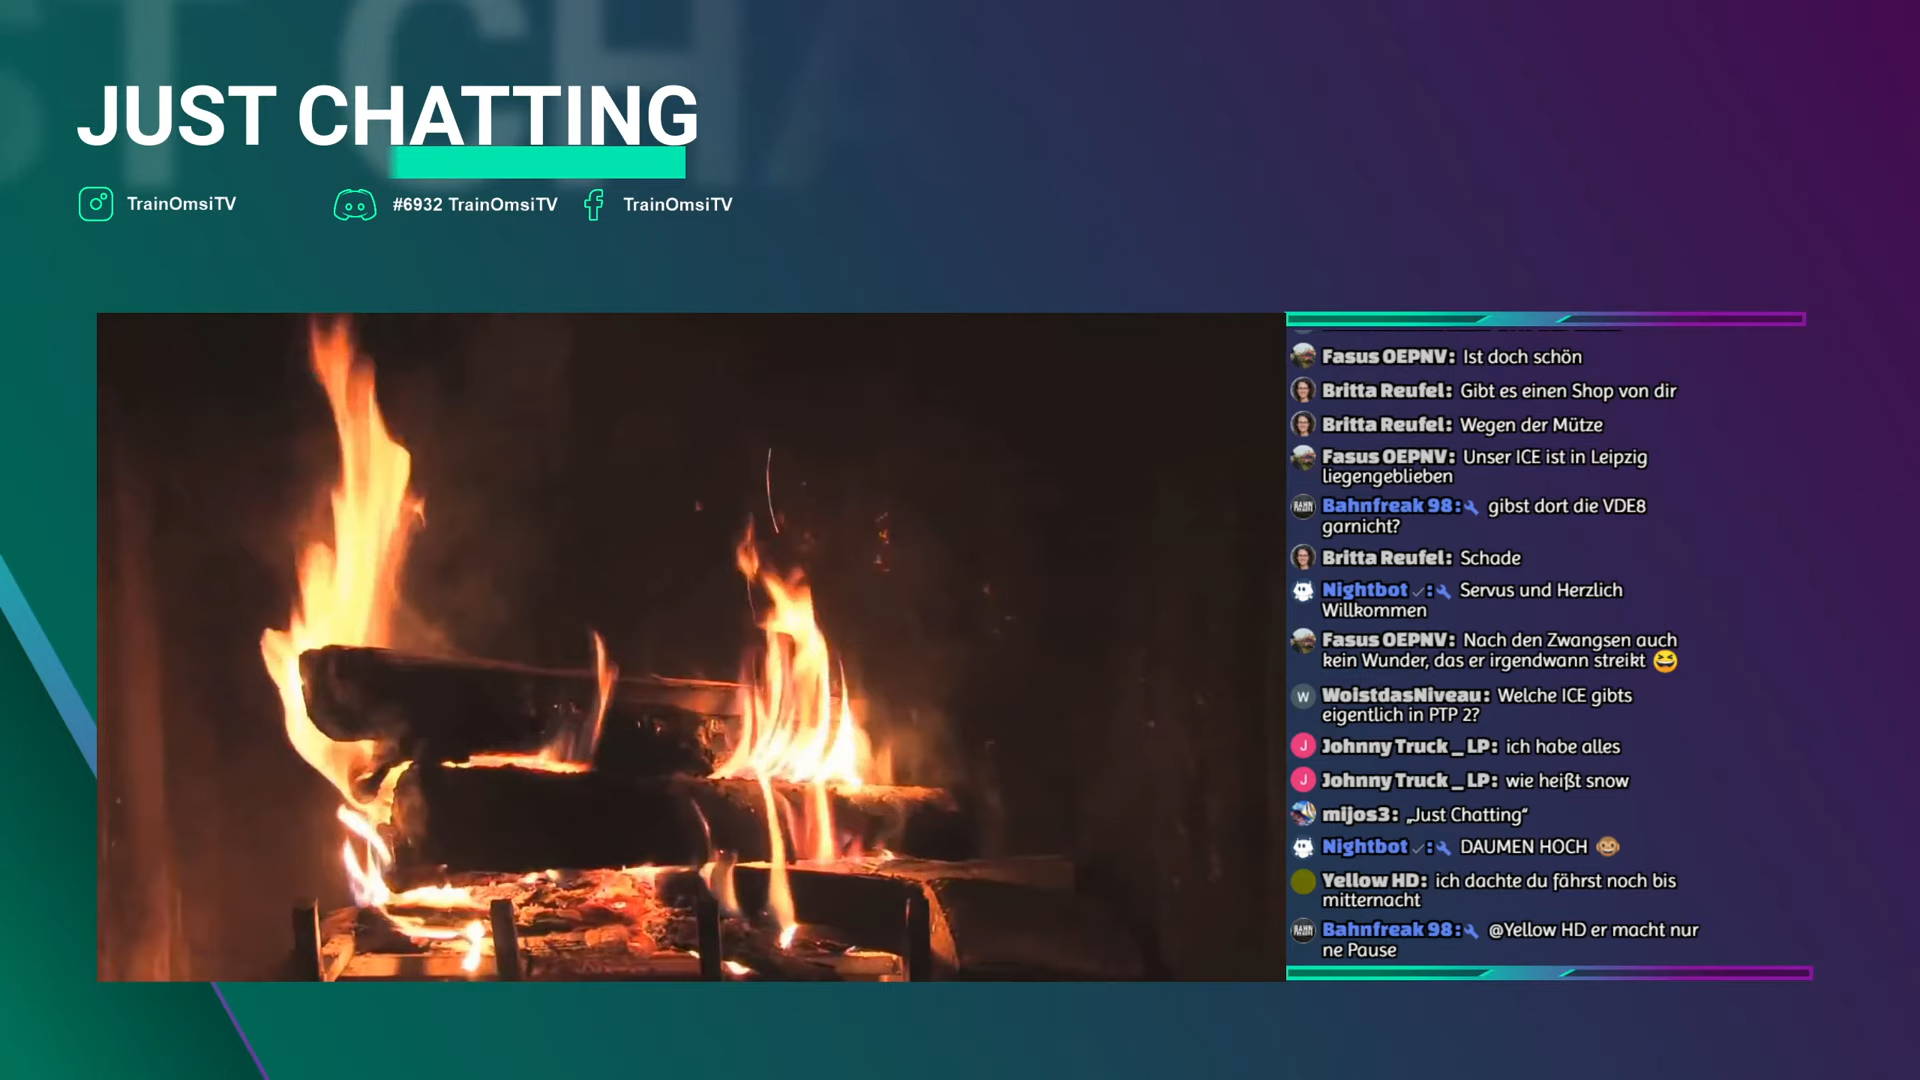 JUST CHATTING
TrainOmsiTV
#6932 TrainOmsiTV
TrainOmsiTV
Fasus OEPNV: Ist doch schön
Britta Reufel: Gibt es einen Shop von dir
Britta Reufel: Wegen der Mütze
Fasus OEPNV: Unser ICE ist in Leipzig
liegengeblieben
Bahnfreak 98: gibst dort die VDE8
garnicht?
Britta Reufel: Schade
Nightbot: Servus und Herzlich
Willkommen
Fasus OEPNV: Nach den Zwangsen auch
kein Wunder, das er irgendwann streikt 😆
W WoistdasNiveau: Welche ICE gibts
eigentlich in PTP 2?
J Johnny Truck_LP: ich habe alles
J Johnny Truck_LP: wie heißt snow
mijos3: „Just Chatting“
Nightbot: DAUMEN HOCH 🐵
Yellow HD: ich dachte du fährst noch bis
mitternacht
Bahnfreak 98: @Yellow HD er macht nur
ne Pause